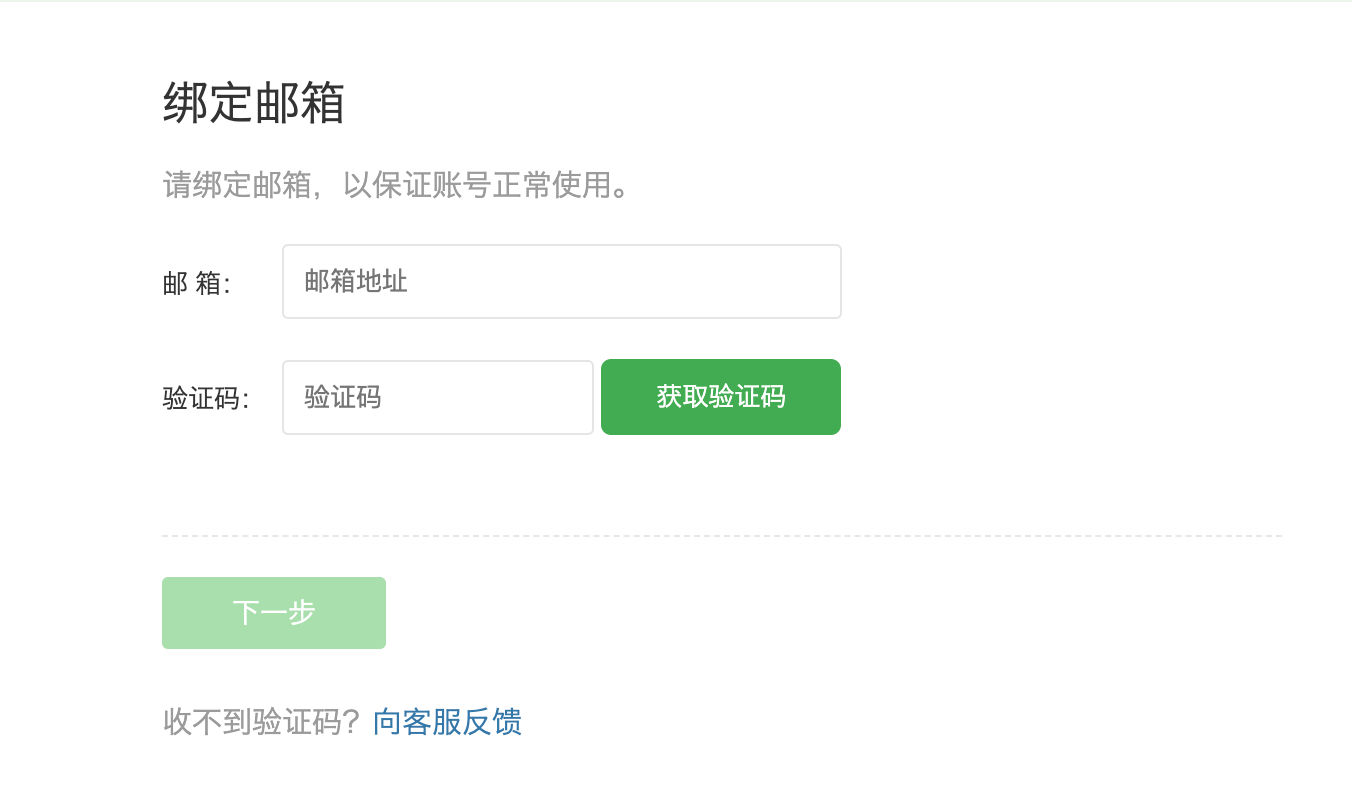 绑定邮箱
请绑定邮箱，以保证账号正常使用。
邮 箱：
邮箱地址
验证码：
验证码
获取验证码
下一步
收不到验证码？向客服反馈